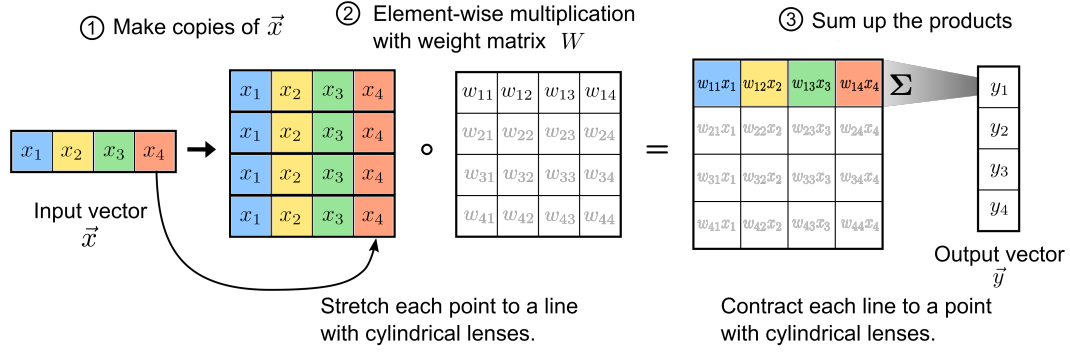 ① Make copies of x⃗
② Element-wise multiplication
with weight matrix W
③ Sum up the products
x₁ x₂ x₃ x₄
Input vector
x⃗
x₁ x₂ x₃ x₄
x₁ x₂ x₃ x₄
x₁ x₂ x₃ x₄
x₁ x₂ x₃ x₄
∘
w₁₁ w₁₂ w₁₃ w₁₄
w₂₁ w₂₂ w₂₃ w₂₄
w₃₁ w₃₂ w₃₃ w₃₄
w₄₁ w₄₂ w₄₃ w₄₄
=
w₁₁x₁ w₁₂x₂ w₁₃x₃ w₁₄x₄
w₂₁x₁ w₂₂x₂ w₂₃x₃ w₂₄x₄
w₃₁x₁ w₃₂x₂ w₃₃x₃ w₃₄x₄
w₄₁x₁ w₄₂x₂ w₄₃x₃ w₄₄x₄
Σ
y₁
y₂
y₃
y₄
Output vector
y⃗
Stretch each point to a line
with cylindrical lenses.
Contract each line to a point
with cylindrical lenses.